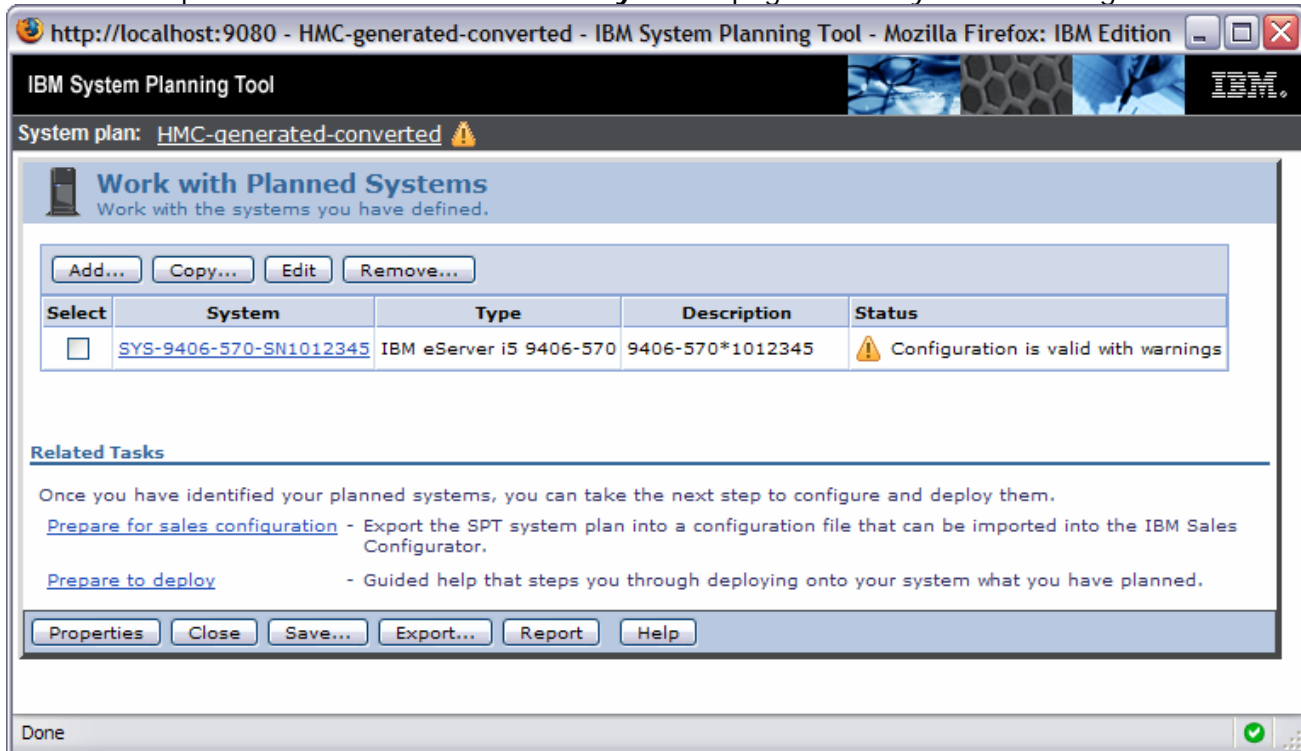 http://localhost:9080 - HMC-generated-converted - IBM System Planning Tool - Mozilla Firefox: IBM Edition
IBM System Planning Tool
IBM.
System plan: HMC-generated-converted
Work with Planned Systems
Work with the systems you have defined.
Add... Copy... Edit Remove...
Select System Type Description Status
SYS-9406-570-SN1012345 IBM eServer i5 9406-570 9406-570*1012345 Configuration is valid with warnings
Related Tasks
Once you have identified your planned systems, you can take the next step to configure and deploy them.
Prepare for sales configuration - Export the SPT system plan into a configuration file that can be imported into the IBM Sales
Configurator.
Prepare to deploy - Guided help that steps you through deploying onto your system what you have planned.
Properties Close Save... Export... Report Help
Done